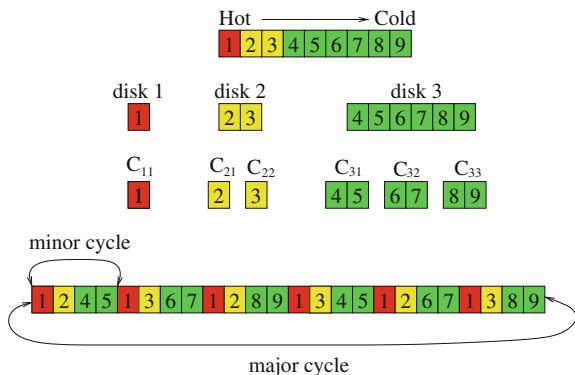 Hot Cold
1 2 3 4 5 6 7 8 9
disk 1 disk 2 disk 3
1 2 3 4 5 6 7 8 9
C11 C21 C22 C31 C32 C33
1 2 3 4 5 6 7 8 9
minor cycle
1 2 4 5 1 3 6 7 1 2 8 9 1 3 4 5 1 2 6 7 1 3 8 9
major cycle